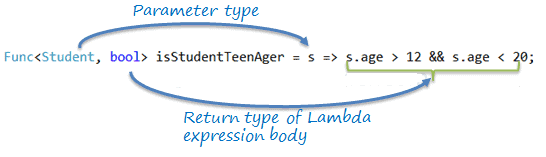 Parameter type
Func<Student, bool> isStudentTeenAger = s => s.age > 12 && s.age < 20;
Return type of Lambda
expression body